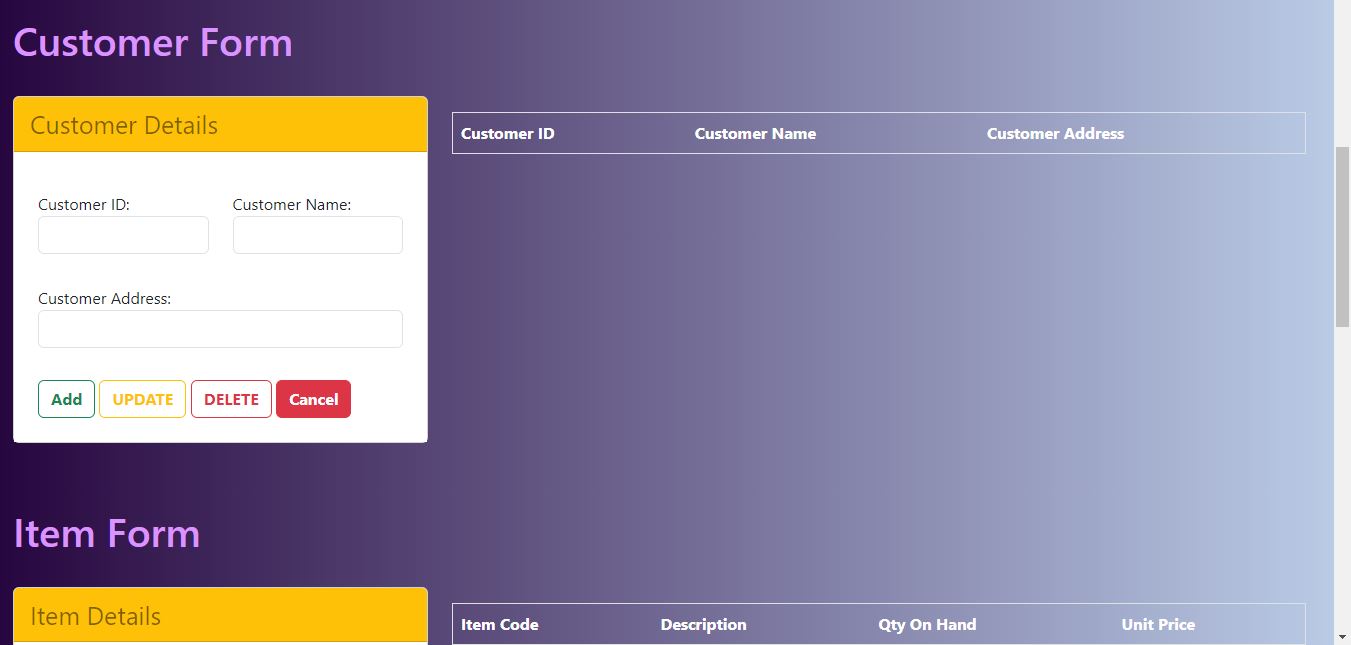 Customer Form
Customer Details
Customer ID: Customer Name:
Customer Address:
Add UPDATE DELETE Cancel
Customer ID Customer Name Customer Address
Item Form
Item Details
Item Code Description Qty On Hand Unit Price